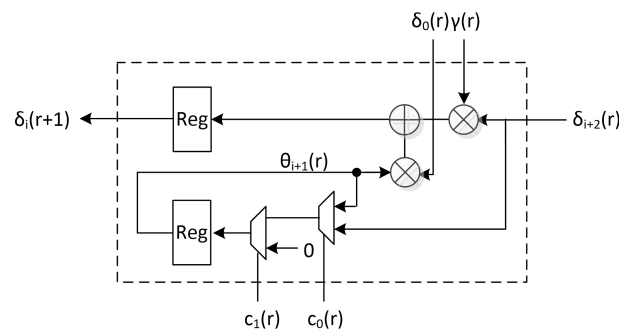 δ₀(r) γ(r)
δᵢ(r+1) Reg δᵢ₊₂(r)
θᵢ₊₁(r)
Reg 0
c₁(r) c₀(r)